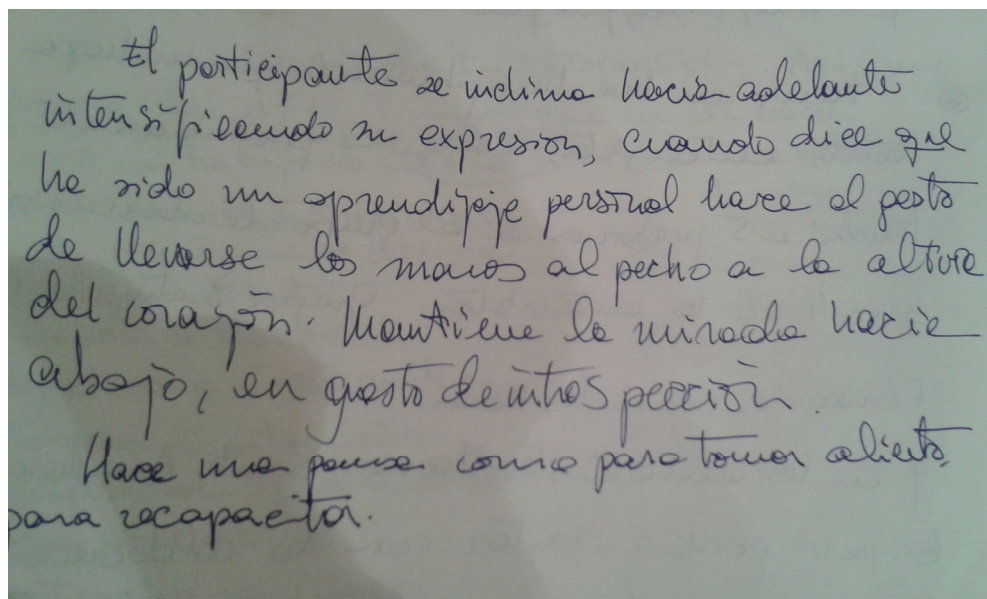 El participante se inclina hacia adelante
intensificando su expresión, cuando dice que
ha sido un aprendizaje personal hace el gesto
de llevarse las manos al pecho a la altura
del corazón. Mantiene la mirada hacia
abajo, en gesto de introspección.
Hace una pausa como para tomar aliento,
para recapacitar.